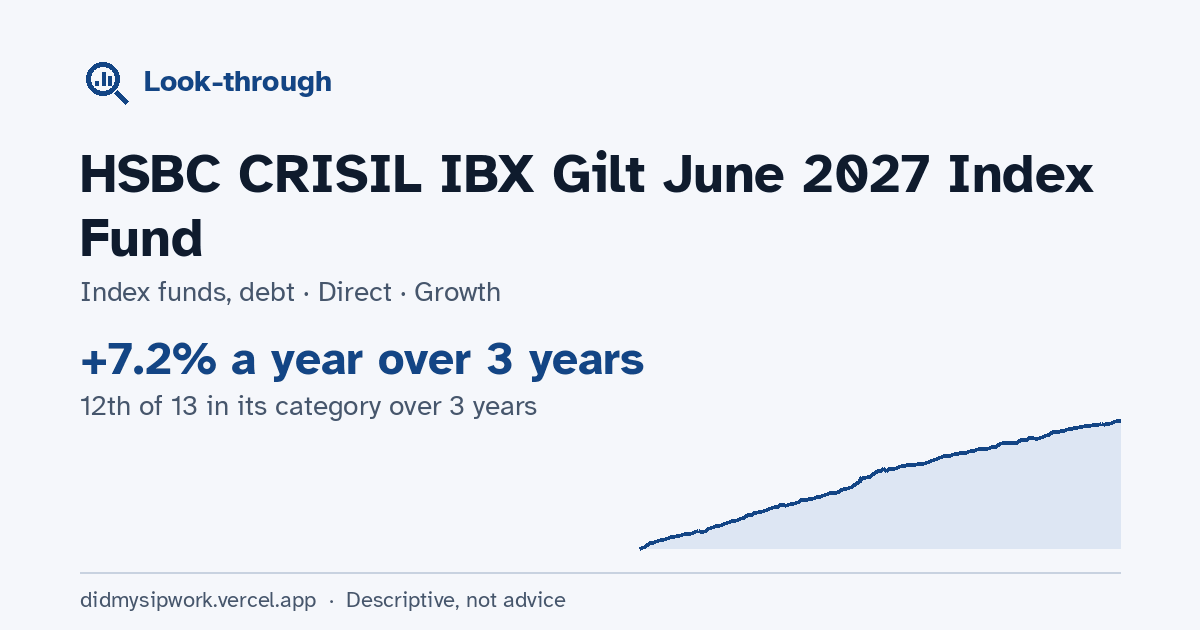 Look-through
HSBC CRISIL IBX Gilt June 2027 Index
Fund
Index funds, debt · Direct · Growth
+7.2% a year over 3 years
12th of 13 in its category over 3 years
didmysipwork.vercel.app · Descriptive, not advice